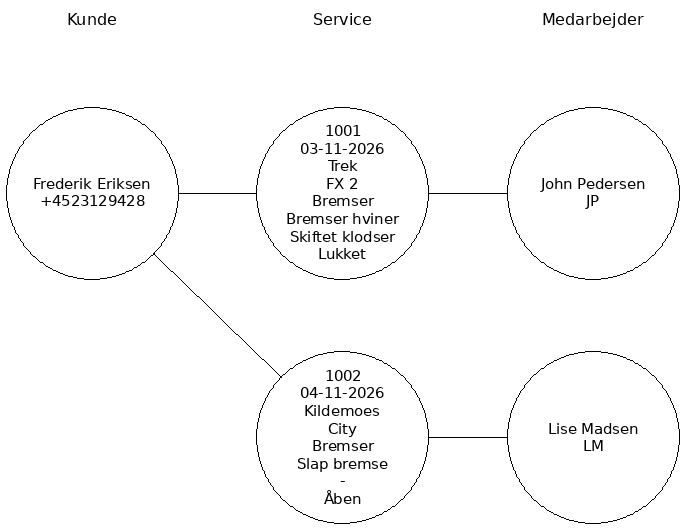 Kunde
Service
Medarbejder
Frederik Eriksen
+4523129428
1001
03-11-2026
Trek
FX 2
Bremser
Bremser hviner
Skiftet klodser
Lukket
John Pedersen
JP
1002
04-11-2026
Kildemoes
City
Bremser
Slap bremse
-
Åben
Lise Madsen
LM